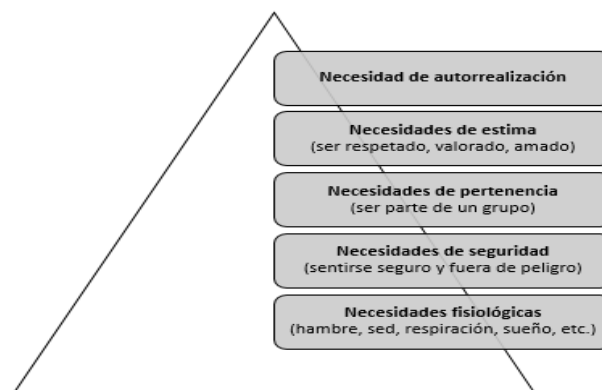 Necesidad de autorrealización
Necesidades de estima
(ser respetado, valorado, amado)
Necesidades de pertenencia
(ser parte de un grupo)
Necesidades de seguridad
(sentirse seguro y fuera de peligro)
Necesidades fisiológicas
(hambre, sed, respiración, sueño, etc.)